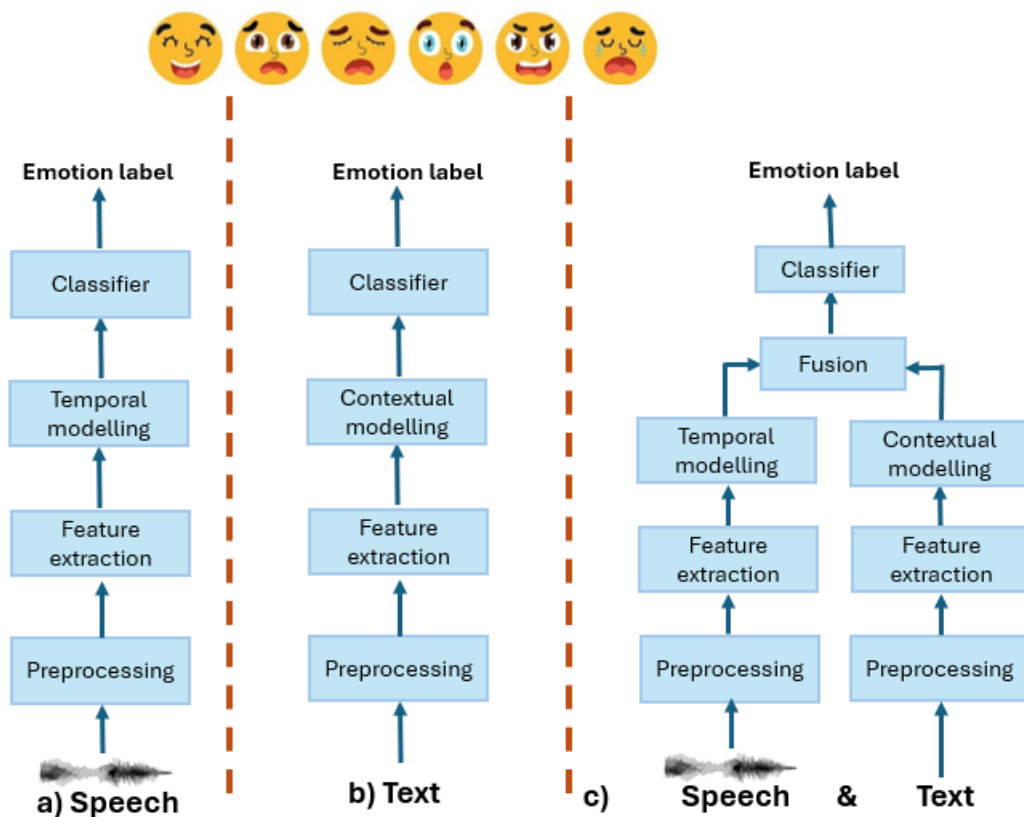 Emotion label
Classifier
Temporal
modelling
Feature
extraction
Preprocessing
a) Speech
Emotion label
Classifier
Contextual
modelling
Feature
extraction
Preprocessing
b) Text
Emotion label
Classifier
Fusion
Temporal
modelling
Contextual
modelling
Feature
extraction
Feature
extraction
Preprocessing
Preprocessing
c) Speech & Text